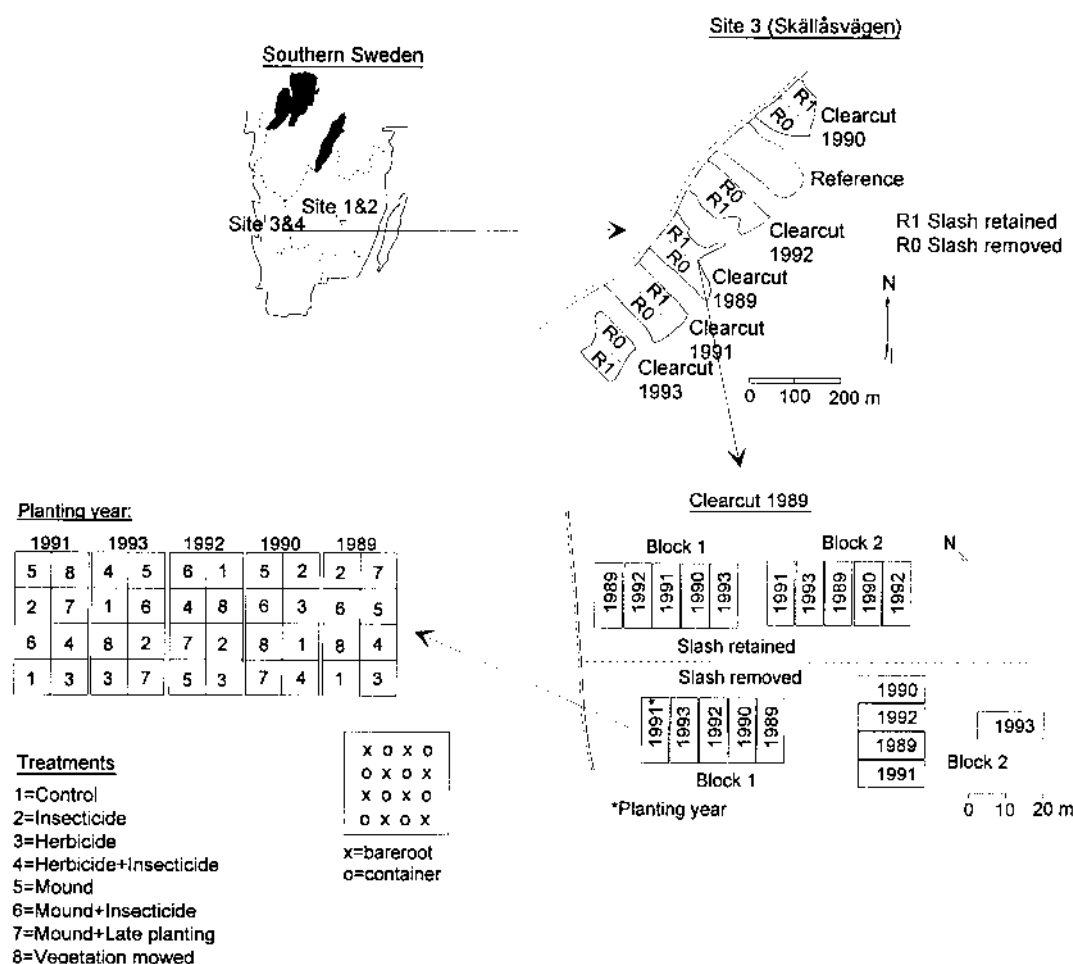 Site 3 (Skällåsvägen)
Southern Sweden
R1
R0
Clearcut
1990
Reference
R0
R1
Clearcut
1992
R1 Slash retained
R0 Slash removed
Site 1&2
Site 3&4
R1
R0
Clearcut
1989
R1
R0
Clearcut
1991
R0
R1
Clearcut
1993
N
0 100 200 m
Clearcut 1989
Block 1
Block 2
N
1989 1992 1991 1990 1993
1991 1993 1989 1990 1992
Slash retained
Slash removed
1991* 1993 1992 1990 1989
Block 1
1990
1992
1989
1991
1993
Block 2
*Planting year
0 10 20 m
Planting year:
1991 1993 1992 1990 1989
5 8 4 5 6 1 5 2 2 7
2 7 1 6 4 8 6 3 6 5
6 4 8 2 7 2 8 1 8 4
1 3 3 7 5 3 7 4 1 3
Treatments
1=Control
2=Insecticide
3=Herbicide
4=Herbicide+Insecticide
5=Mound
6=Mound+Insecticide
7=Mound+Late planting
8=Vegetation mowed
x o x o
o x o x
x o x o
o x o x
x=bareroot
o=container